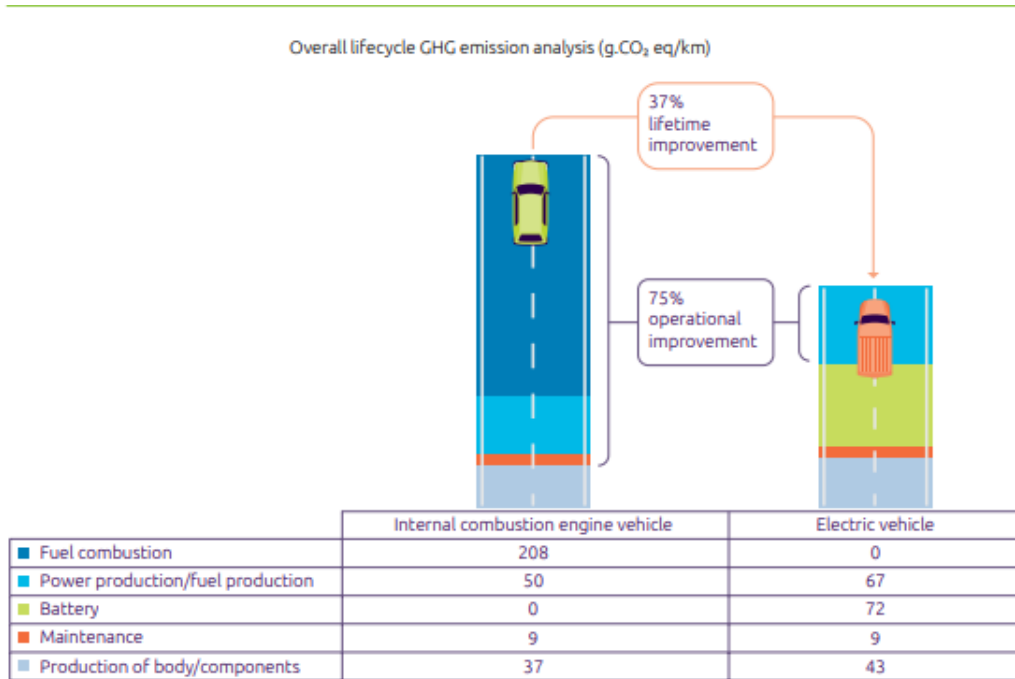 Overall lifecycle GHG emission analysis (g.CO₂ eq/km)
37%
lifetime
improvement
75%
operational
improvement
Internal combustion engine vehicle Electric vehicle
Fuel combustion 208 0
Power production/fuel production 50 67
Battery 0 72
Maintenance 9 9
Production of body/components 37 43